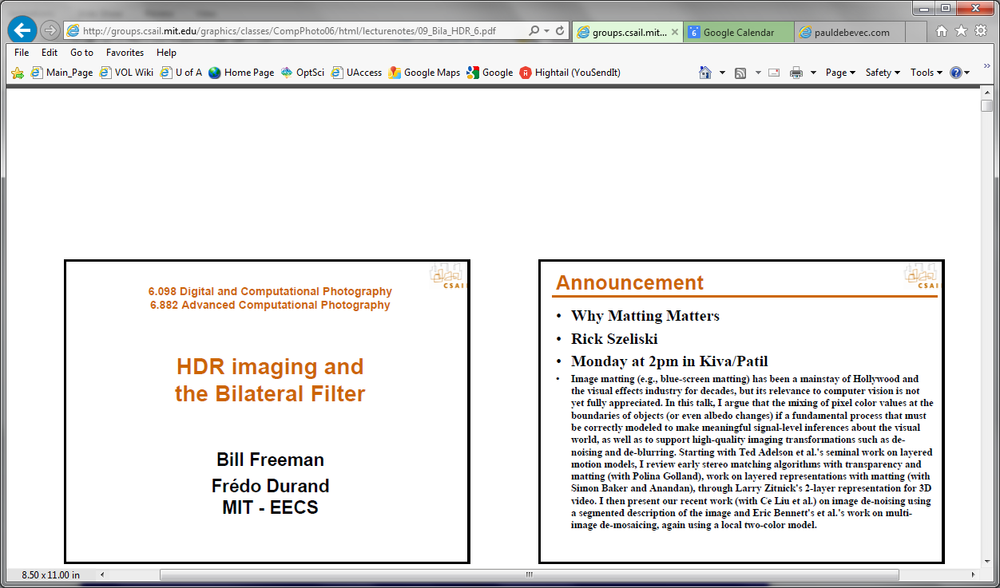 http://groups.csail.mit.edu/graphics/classes/CompPhoto06/html/lecturenotes/09_Bila_HDR_6.pdf
groups.csail.mit...
6
Google Calendar
pauldebevec.com
File Edit Go to Favorites Help
Main_Page VOL Wiki U of A Home Page OptSci UAccess Google Maps Google Hightail (YouSendIt)
Page Safety Tools
6.098 Digital and Computational Photography
6.882 Advanced Computational Photography
CSAIL
HDR imaging and
the Bilateral Filter
Bill Freeman
Frédo Durand
MIT - EECS
CSAIL
Announcement
• Why Matting Matters
• Rick Szeliski
• Monday at 2pm in Kiva/Patil
• Image matting (e.g., blue-screen matting) has been a mainstay of Hollywood and
the visual effects industry for decades, but its relevance to computer vision is not
yet fully appreciated. In this talk, I argue that the mixing of pixel color values at the
boundaries of objects (or even albedo changes) if a fundamental process that must
be correctly modeled to make meaningful signal-level inferences about the visual
world, as well as to support high-quality imaging transformations such as de-
noising and de-blurring. Starting with Ted Adelson et al.'s seminal work on layered
motion models, I review early stereo matching algorithms with transparency and
matting (with Polina Golland), work on layered representations with matting (with
Simon Baker and Anandan), through Larry Zitnick's 2-layer representation for 3D
video. I then present our recent work (with Ce Liu et al.) on image de-noising using
a segmented description of the image and Eric Bennett's et al.'s work on multi-
image de-mosaicing, again using a local two-color model.
8.50 x 11.00 in